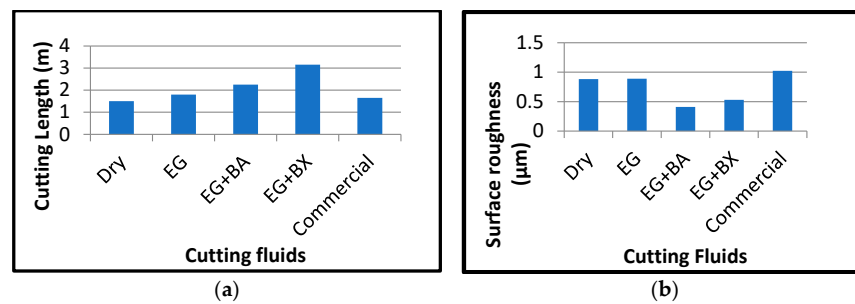 Cutting Length (m)
4
3
2
1
0
Dry
EG
EG+BA
EG+BX
Commercial
Cutting fluids
(a)
Surface roughness
(µm)
1.5
1
0.5
0
Dry
EG
EG+BA
EG+BX
Commercial
Cutting Fluids
(b)